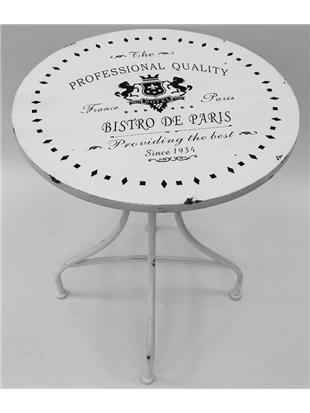 The
PROFESSIONAL QUALITY
France Paris
BISTRO DE PARIS
Providing the best
Since 1934